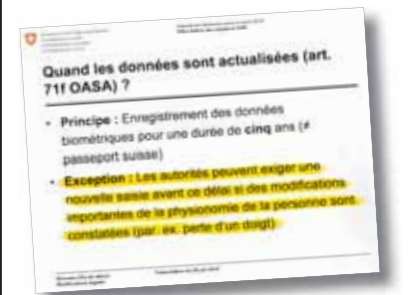 Quand les données sont actualisées (art.
71f OASA) ?
• Principe : Enregistrement des données
biométriques pour une durée de cinq ans (≠
passeport suisse)
• Exception : Les autorités peuvent exiger une
nouvelle saisie avant ce délai si des modifications
importantes de la physionomie de la personne sont
constatées (par. ex. perte d'un doigt)